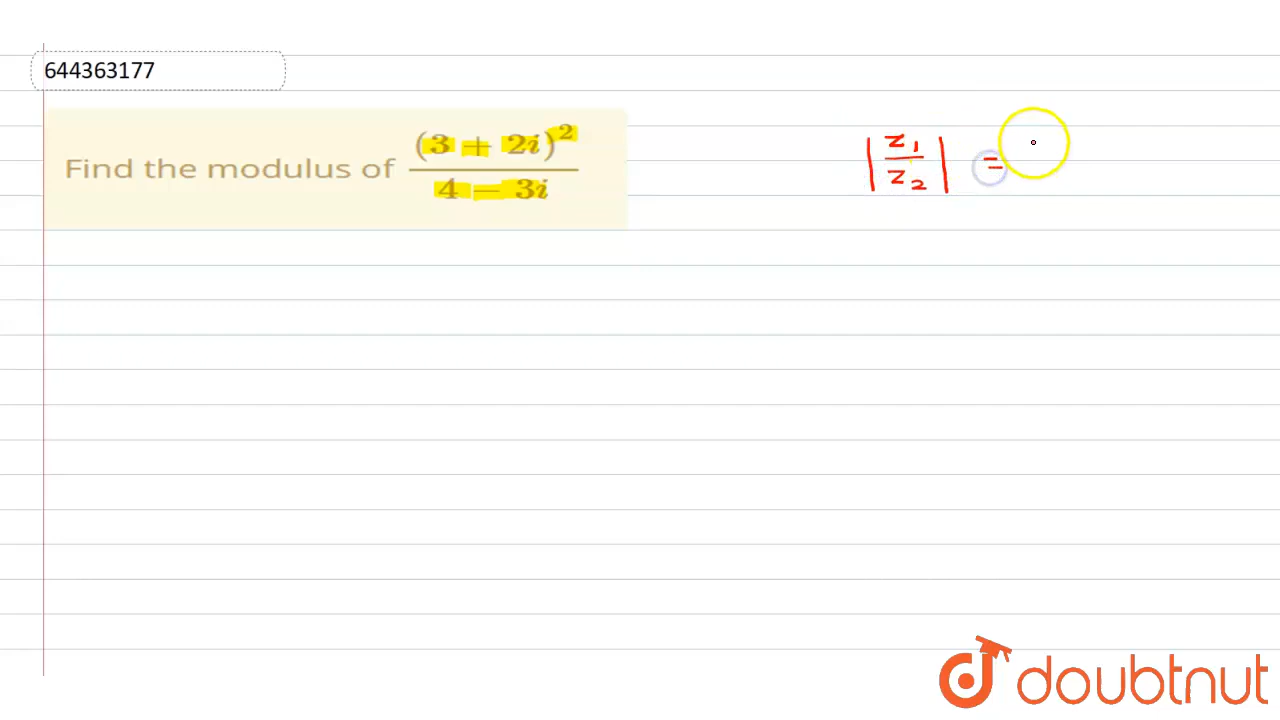 644363177
Find the modulus of (3 + 2i)^2 / 4 − 3i
|z1 / z2| =
doubtnut